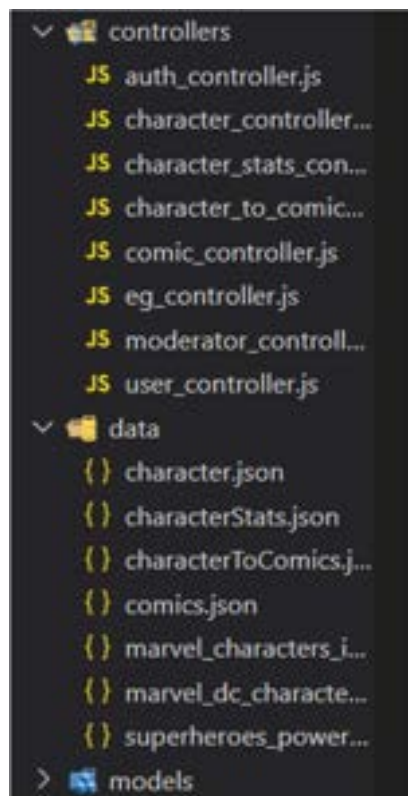 controllers
JS auth_controller.js
JS character_controller...
JS character_stats_con...
JS character_to_comic...
JS comic_controller.js
JS eg_controller.js
JS moderator_controll...
JS user_controller.js
data
{} character.json
{} characterStats.json
{} characterToComics.j...
{} comics.json
{} marvel_characters_i...
{} marvel_dc_characte...
{} superheroes_power...
models